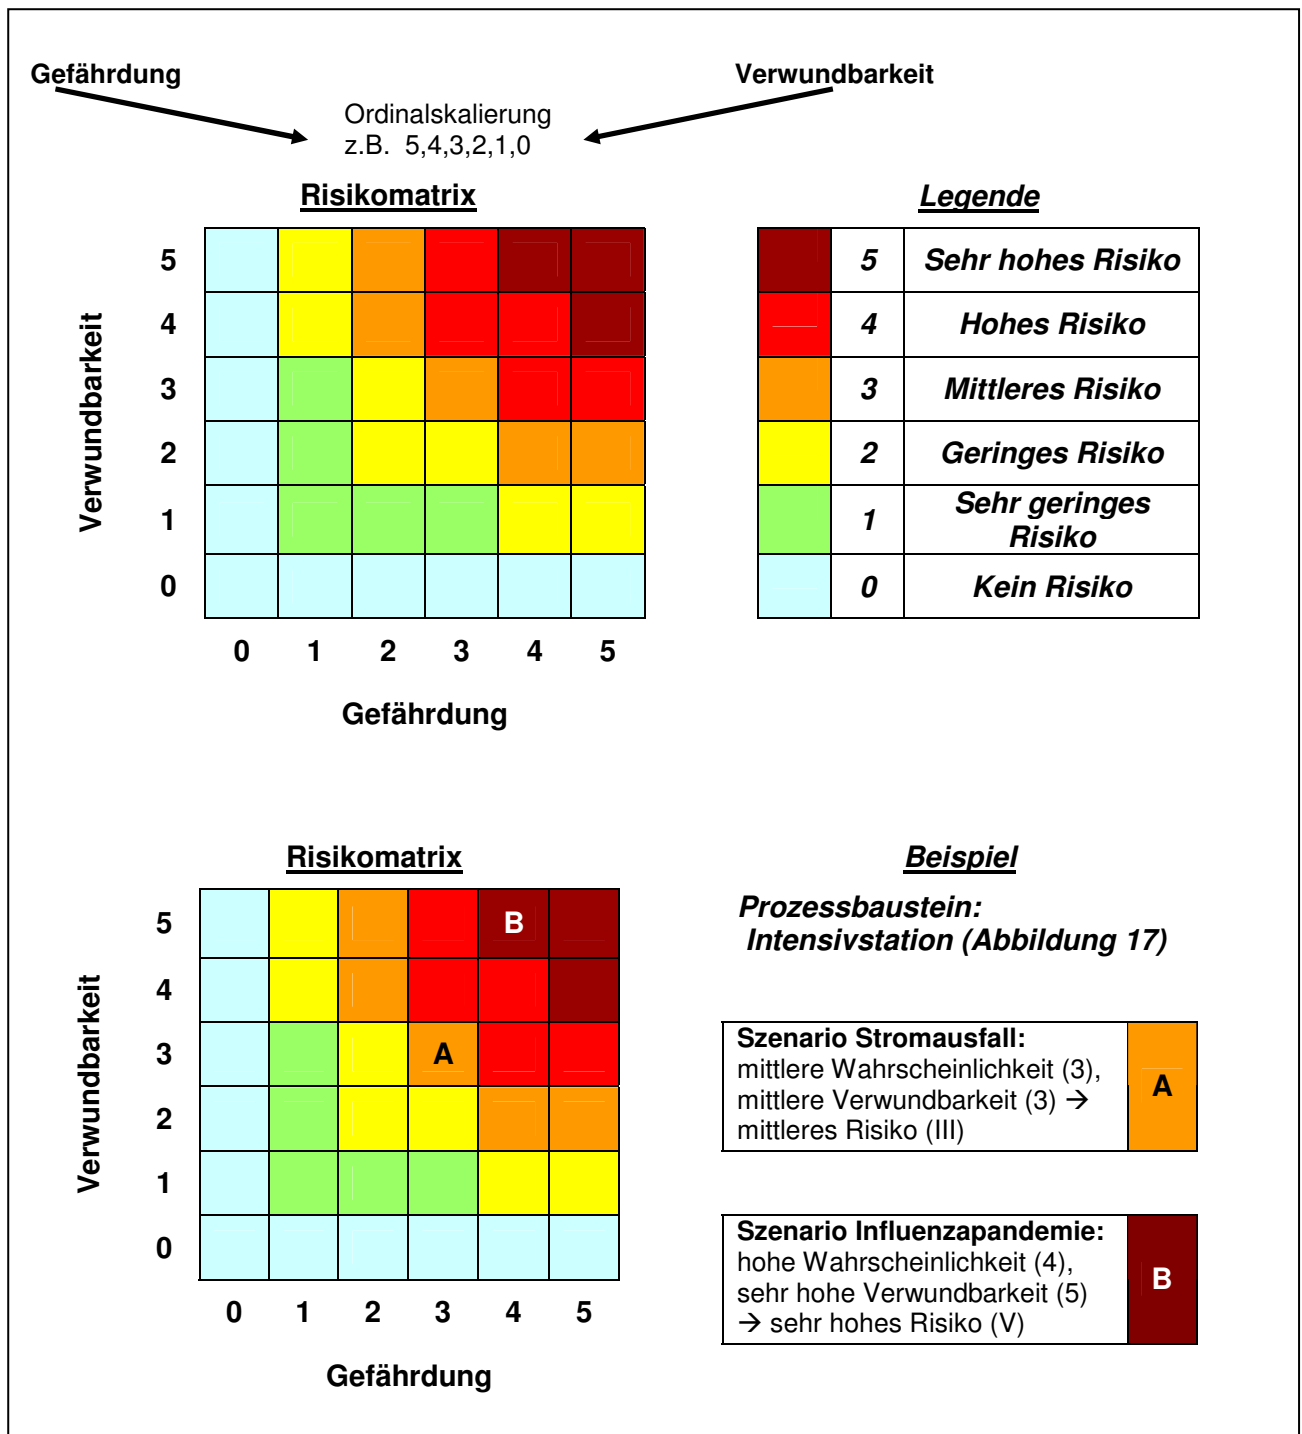 Gefährdung
Verwundbarkeit
Ordinalskalierung
z.B. 5,4,3,2,1,0
Risikomatrix
Legende
Verwundbarkeit
5
4
3
2
1
0
0 1 2 3 4 5
Gefährdung
5 Sehr hohes Risiko
4 Hohes Risiko
3 Mittleres Risiko
2 Geringes Risiko
1 Sehr geringes
Risiko
0 Kein Risiko
Risikomatrix
Beispiel
Verwundbarkeit
5
B
4
3
A
2
1
0
0 1 2 3 4 5
Gefährdung
Prozessbaustein:
Intensivstation (Abbildung 17)
Szenario Stromausfall:
mittlere Wahrscheinlichkeit (3),
mittlere Verwundbarkeit (3) →
mittleres Risiko (III)
A
Szenario Influenzapandemie:
hohe Wahrscheinlichkeit (4),
sehr hohe Verwundbarkeit (5)
→ sehr hohes Risiko (V)
B